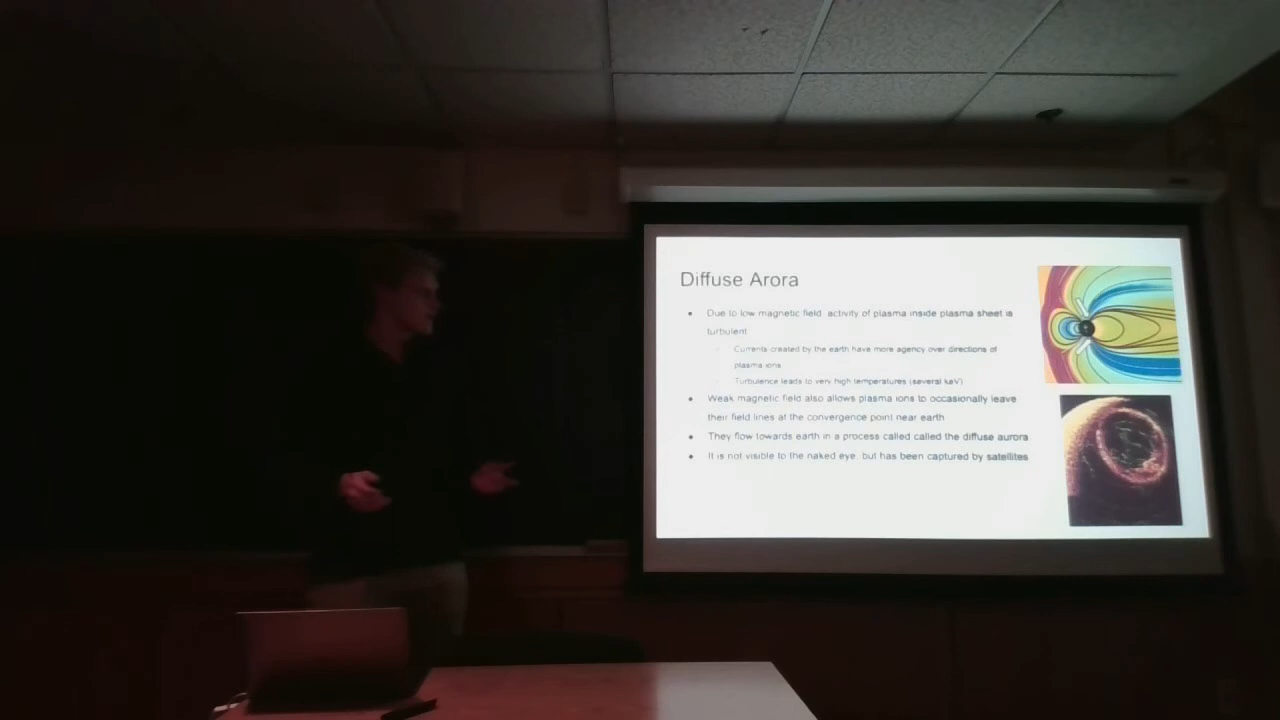 Diffuse Arora
Due to low magnetic field activity of plasma inside plasma sheet is
turbulent
Currents created by the earth have more agency over directions of
plasma ions
Turbulence leads to very high temperatures (several keV)
Weak magnetic field also allows plasma ions to occasionally leave
their field lines at the convergence point near earth
They flow towards earth in a process called called the diffuse aurora
It is not visible to the naked eye, but has been captured by satellites